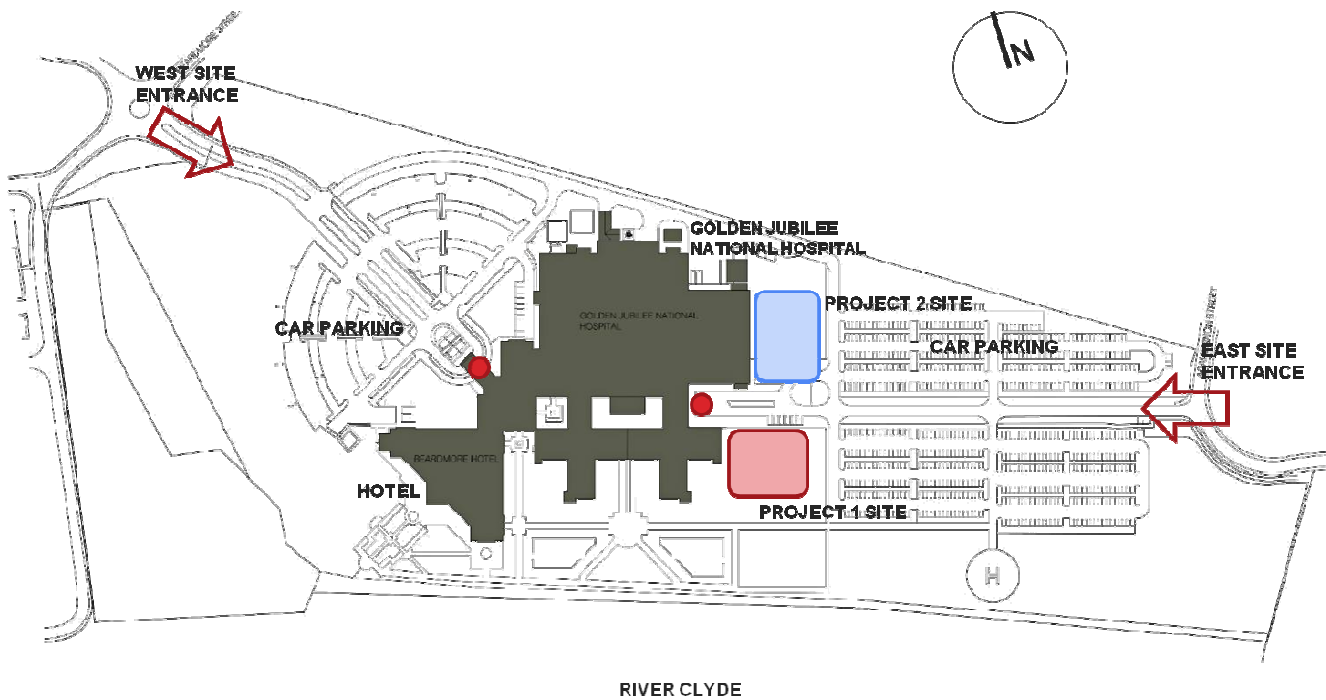 WEST SITE
ENTRANCE
N
GOLDEN JUBILEE
NATIONAL HOSPITAL
GOLDEN JUBILEE NATIONAL
HOSPITAL
PROJECT 2 SITE
CAR PARKING
CAR PARKING
EAST SITE
ENTRANCE
BEARDMORE HOTEL
HOTEL
PROJECT 1 SITE
H
RIVER CLYDE